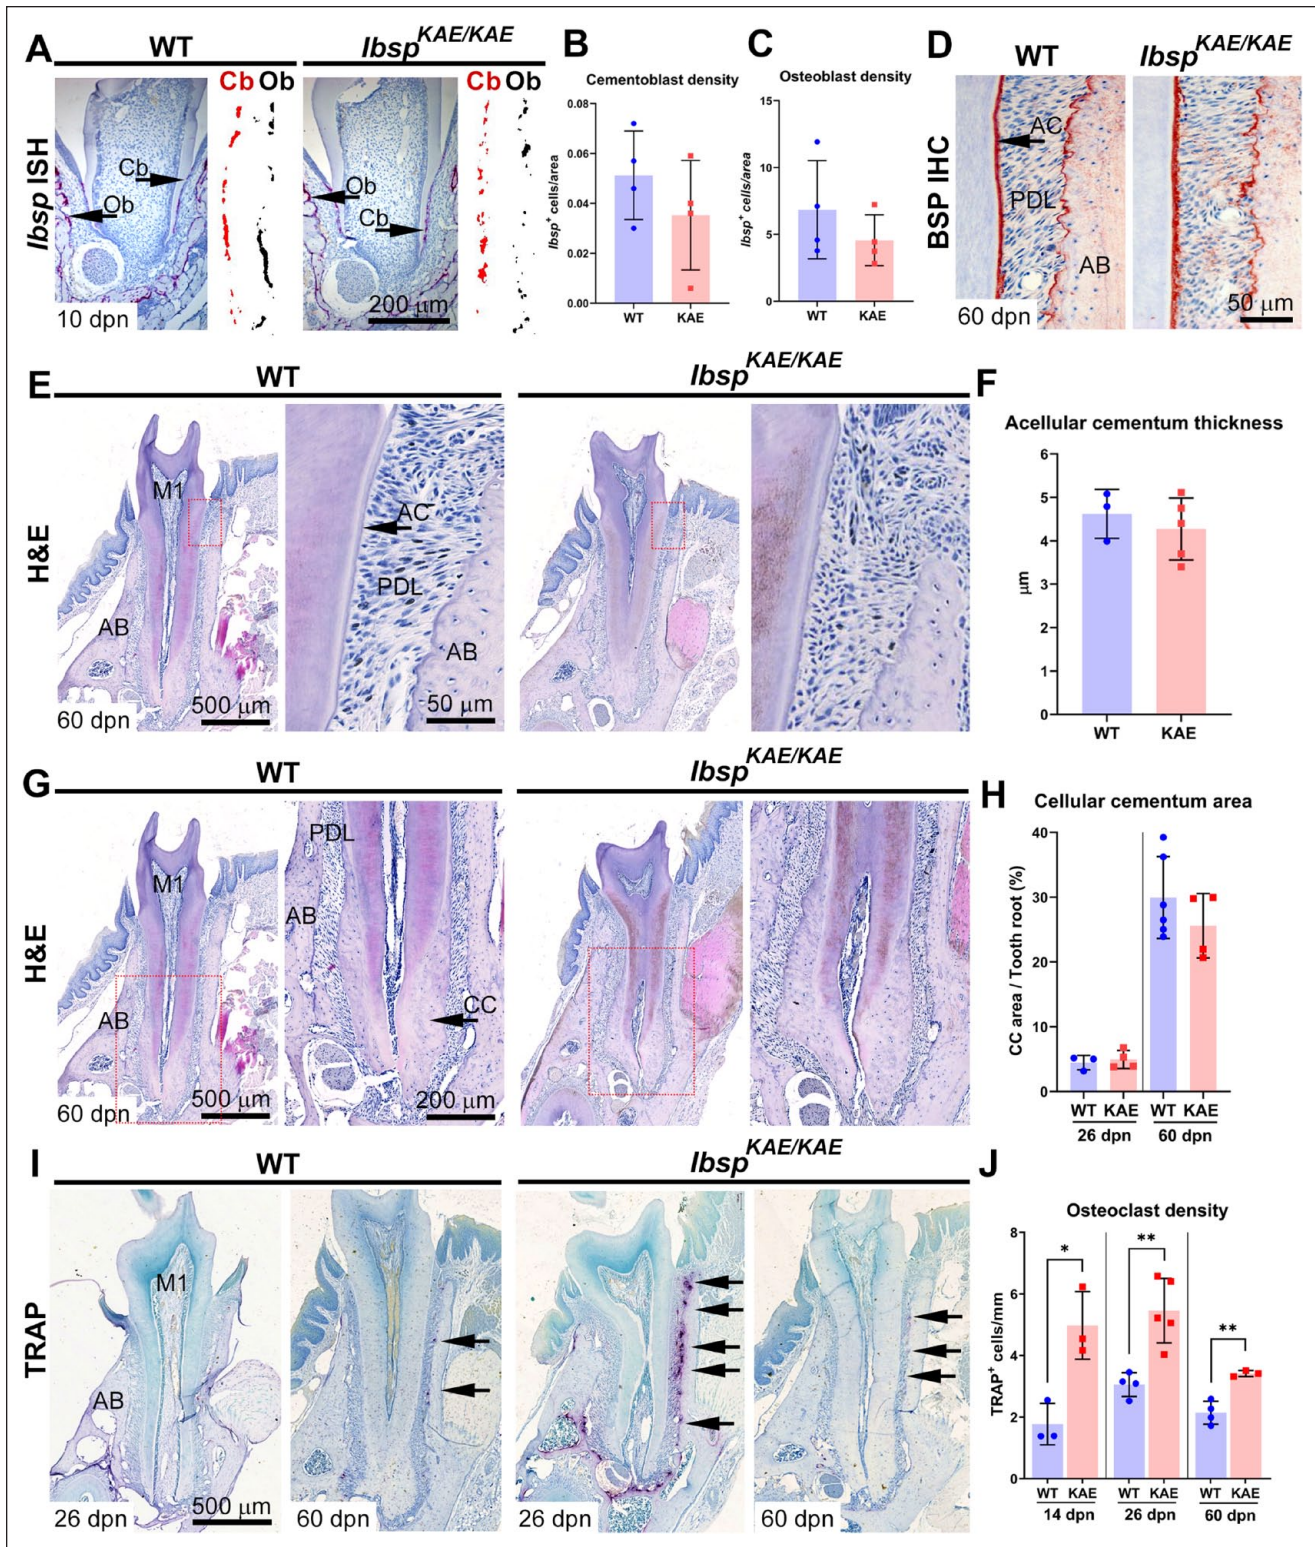 A
WT
Ibsp KAE/KAE
Cb Ob
Cb Ob
Ibsp ISH
Cb
Ob
Ob
Cb
10 dpn
200 µm
B
Cementoblast density
Ibsp+ cells/area
0.08
0.06
0.04
0.02
0.00
WT KAE
C
Osteoblast density
Ibsp+ cells/area
15
10
5
0
WT KAE
D
WT
Ibsp KAE/KAE
BSP IHC
AC
PDL
AB
60 dpn
50 µm
E
WT
Ibsp KAE/KAE
H&E
M1
AB
60 dpn
500 µm
AC
PDL
AB
50 µm
F
Acellular cementum thickness
µm
6
5
4
3
2
1
0
WT KAE
G
WT
Ibsp KAE/KAE
H&E
M1
AB
60 dpn
500 µm
PDL
AB
CC
200 µm
H
Cellular cementum area
CC area / Tooth root (%)
40
30
20
10
0
WT KAE WT KAE
26 dpn 60 dpn
I
WT
Ibsp KAE/KAE
TRAP
M1
AB
26 dpn
500 µm
60 dpn
26 dpn
60 dpn
J
Osteoclast density
TRAP+ cells/mm
8
6
4
2
0
*
**
**
WT KAE WT KAE WT KAE
14 dpn 26 dpn 60 dpn